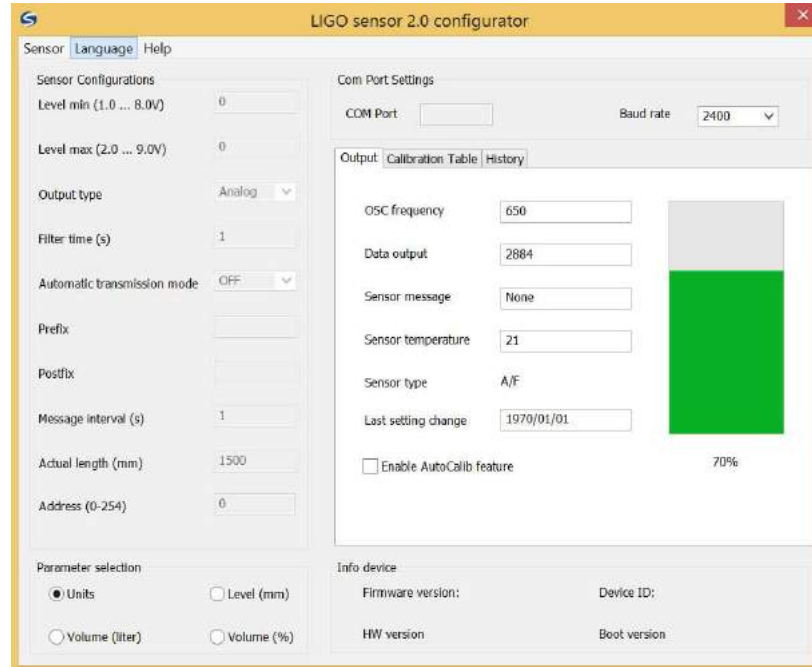 LIGO sensor 2.0 configurator
Sensor Language Help
Sensor Configurations
Level min (1.0 ... 8.0V) 0
Level max (2.0 ... 9.0V) 0
Output type Analog
Filter time (s) 1
Automatic transmission mode OFF
Prefix
Postfix
Message interval (s) 1
Actual length (mm) 1500
Address (0-254) 0
Parameter selection
Units Level (mm)
Volume (liter) Volume (%)
Com Port Settings
COM Port Baud rate 2400
Output Calibration Table History
OSC frequency 650
Data output 2884
Sensor message None
Sensor temperature 21
Sensor type A/F
Last setting change 1970/01/01
Enable AutoCalib feature
70%
Info device
Firmware version: Device ID:
HW version Boot version